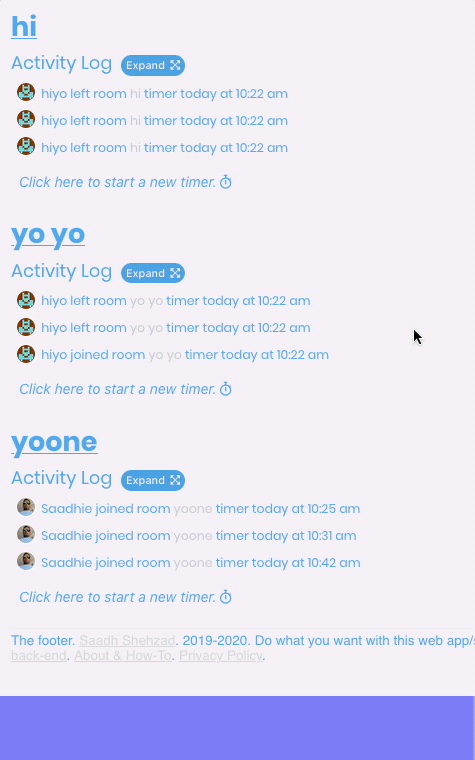 hi
Activity Log Expand
hiyo left room hi timer today at 10:22 am
hiyo left room hi timer today at 10:22 am
hiyo left room hi timer today at 10:22 am
Click here to start a new timer.
yo yo
Activity Log Expand
hiyo left room yo yo timer today at 10:22 am
hiyo left room yo yo timer today at 10:22 am
hiyo joined room yo yo timer today at 10:22 am
Click here to start a new timer.
yoone
Activity Log Expand
Saadhie joined room yoone timer today at 10:25 am
Saadhie joined room yoone timer today at 10:31 am
Saadhie joined room yoone timer today at 10:42 am
Click here to start a new timer.
The footer. Saadh Shehzad. 2019-2020. Do what you want with this web app/
back-end. About & How-To. Privacy Policy.